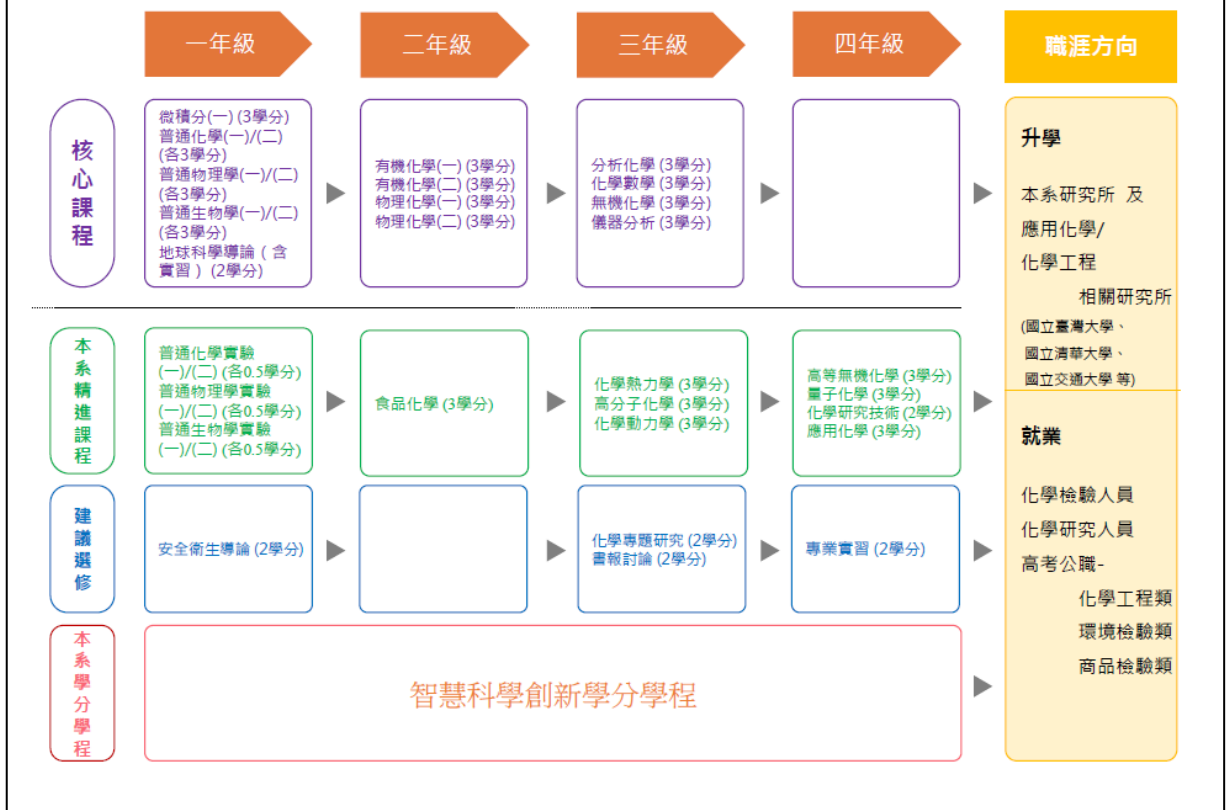 一年級
二年級
三年級
四年級
職涯方向
核心課程
微積分(一) (3學分)
普通化學(一)/(二)
(各3學分)
普通物理學(一)/(二)
(各3學分)
普通生物學(一)/(二)
(各3學分)
地球科學導論（含
實習）(2學分)
有機化學(一) (3學分)
有機化學(二) (3學分)
物理化學(一) (3學分)
物理化學(二) (3學分)
分析化學 (3學分)
化學數學 (3學分)
無機化學 (3學分)
儀器分析 (3學分)
本系精進課程
普通化學實驗
(一)/(二) (各0.5學分)
普通物理學實驗
(一)/(二) (各0.5學分)
普通生物學實驗
(一)/(二) (各0.5學分)
食品化學 (3學分)
化學熱力學 (3學分)
高分子化學 (3學分)
化學動力學 (3學分)
高等無機化學 (3學分)
量子化學 (3學分)
化學研究技術 (2學分)
應用化學 (3學分)
建議選修
安全衛生導論 (2學分)
化學專題研究 (2學分)
書報討論 (2學分)
專業實習 (2學分)
本系學分學程
智慧科學創新學分學程
升學
本系研究所 及
應用化學/
化學工程
相關研究所
(國立臺灣大學、
國立清華大學、
國立交通大學 等)
就業
化學檢驗人員
化學研究人員
高考公職-
化學工程類
環境檢驗類
商品檢驗類